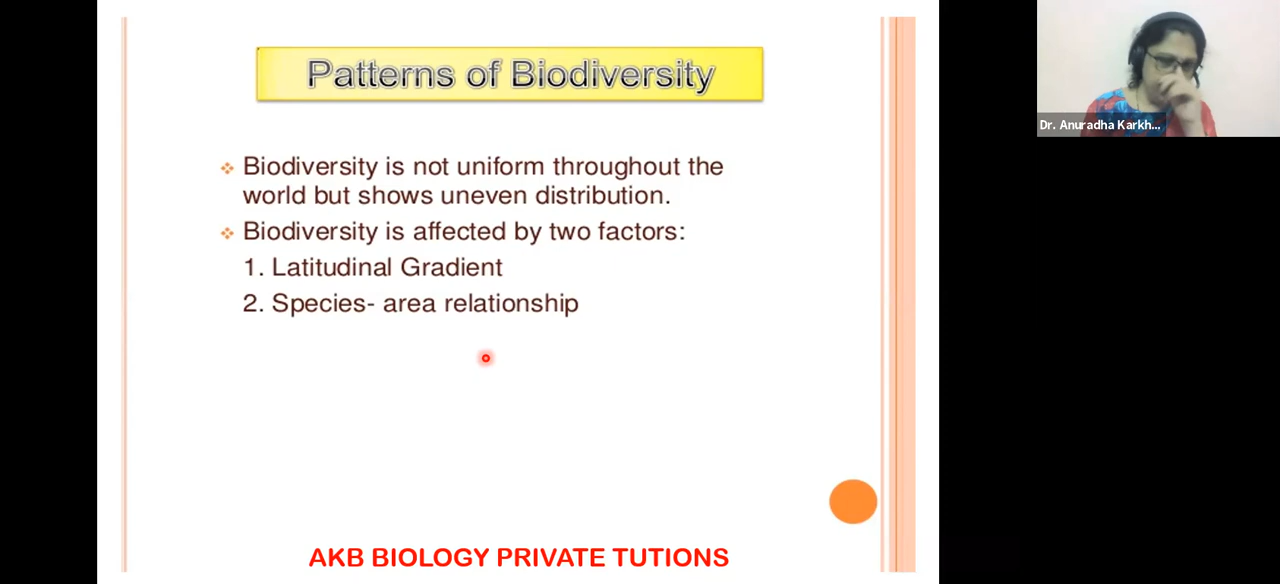 Patterns of Biodiversity
Dr. Anuradha Karkh...
❖ Biodiversity is not uniform throughout the
world but shows uneven distribution.
❖ Biodiversity is affected by two factors:
1. Latitudinal Gradient
2. Species- area relationship
AKB BIOLOGY PRIVATE TUTIONS